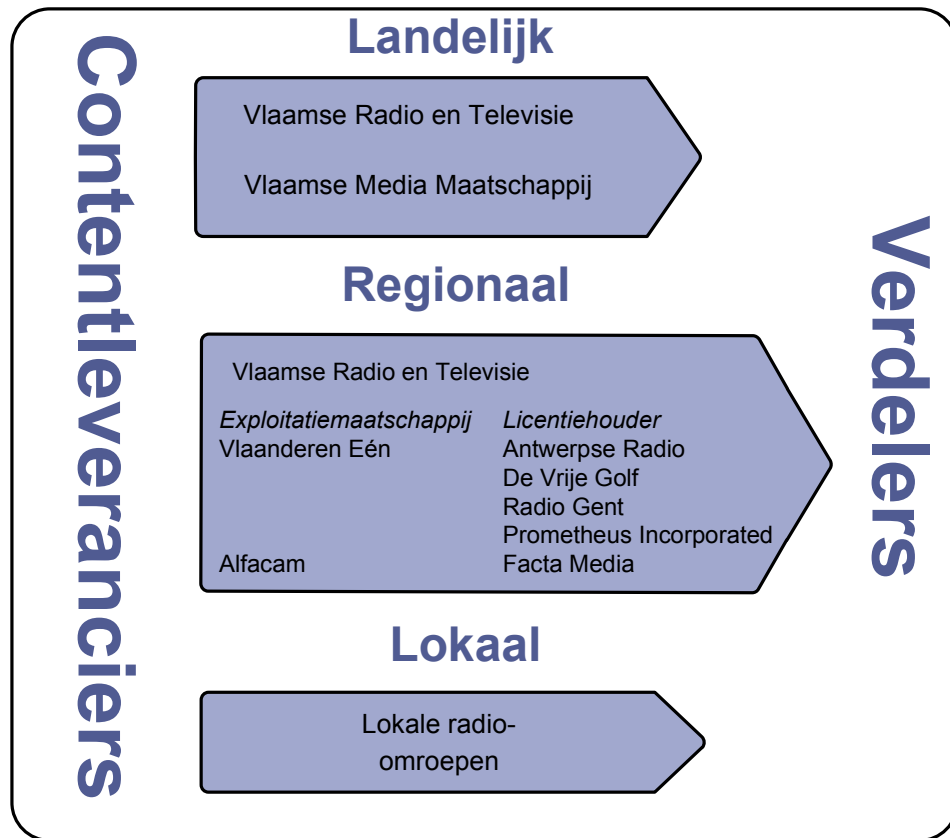 Contentleveranciers
Landelijk
Vlaamse Radio en Televisie
Vlaamse Media Maatschappij
Regionaal
Vlaamse Radio en Televisie
Exploitatiemaatschappij Licentiehouder
Vlaanderen Eén Antwerpse Radio
De Vrije Golf
Radio Gent
Prometheus Incorporated
Alfacam Facta Media
Lokaal
Lokale radio-
omroepen
Verdelers